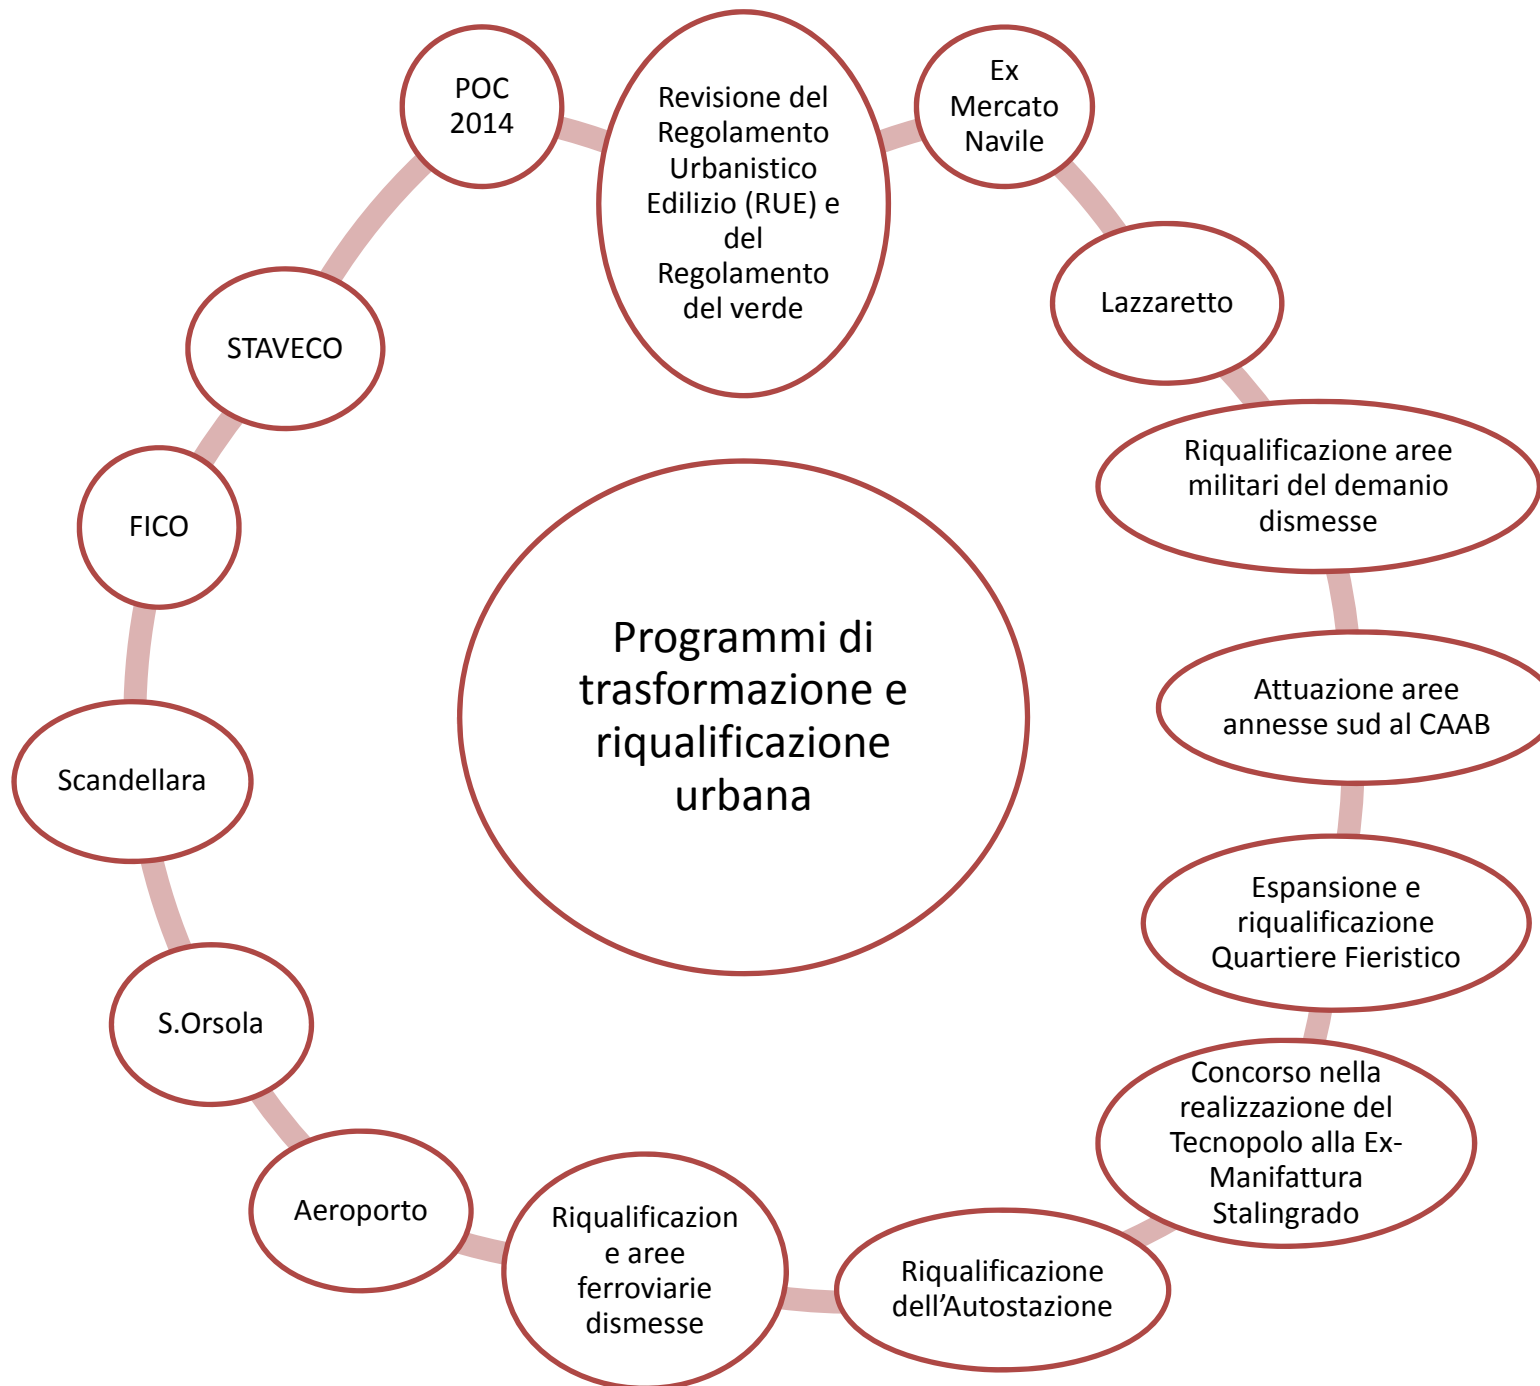 POC
2014
Revisione del
Regolamento
Urbanistico
Edilizio (RUE) e
del
Regolamento
del verde
Ex
Mercato
Navile
Lazzaretto
Riqualificazione aree
militari del demanio
dismesse
Attuazione aree
annesse sud al CAAB
Espansione e
riqualificazione
Quartiere Fieristico
Concorso nella
realizzazione del
Tecnopolo alla Ex-
Manifattura
Stalingrado
Riqualificazione
dell’Autostazione
Riqualificazion
e aree
ferroviarie
dismesse
Aeroporto
S.Orsola
Scandellara
FICO
STAVECO
Programmi di
trasformazione e
riqualificazione
urbana